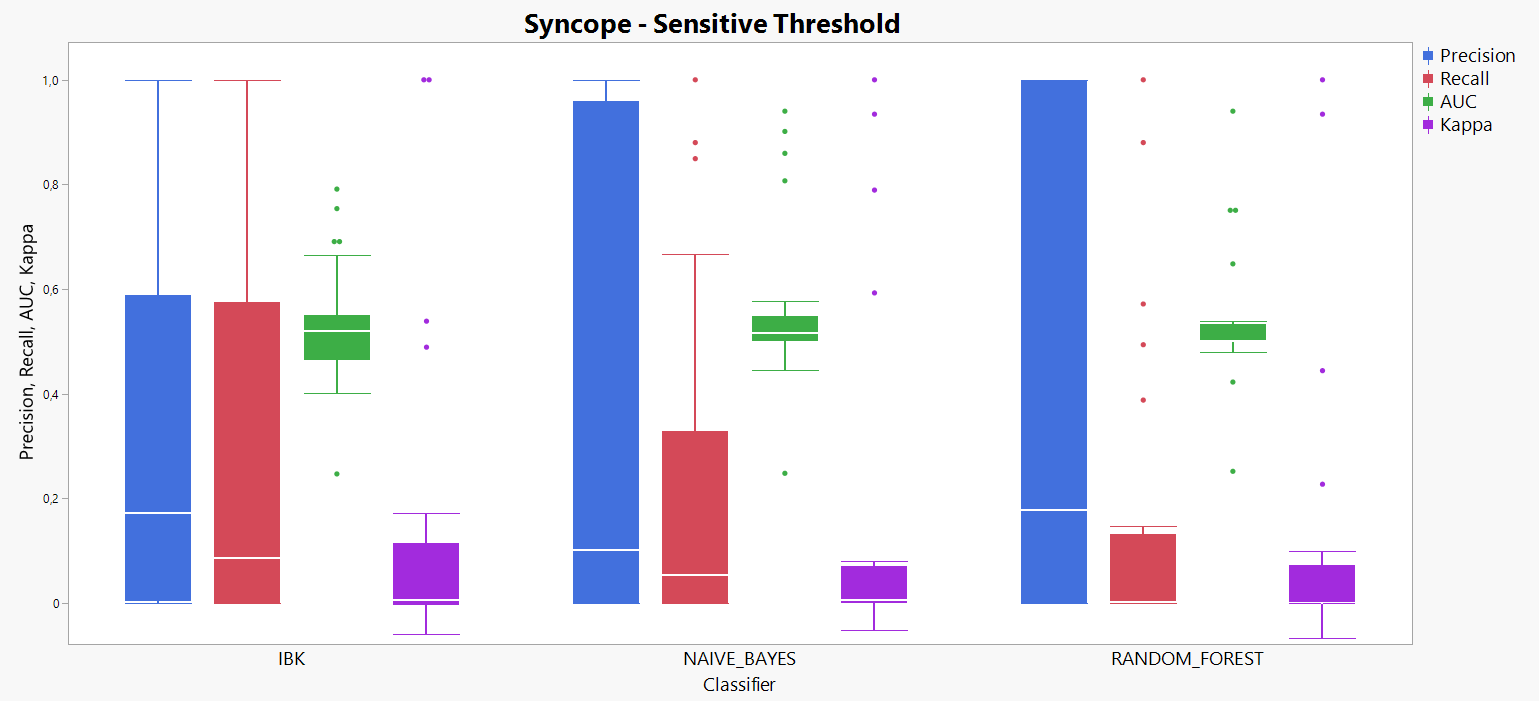 Syncope - Sensitive Threshold
Precision
Recall
AUC
Kappa
Precision, Recall, AUC, Kappa
1,0
0,8
0,6
0,4
0,2
0
IBK
NAIVE_BAYES
RANDOM_FOREST
Classifier